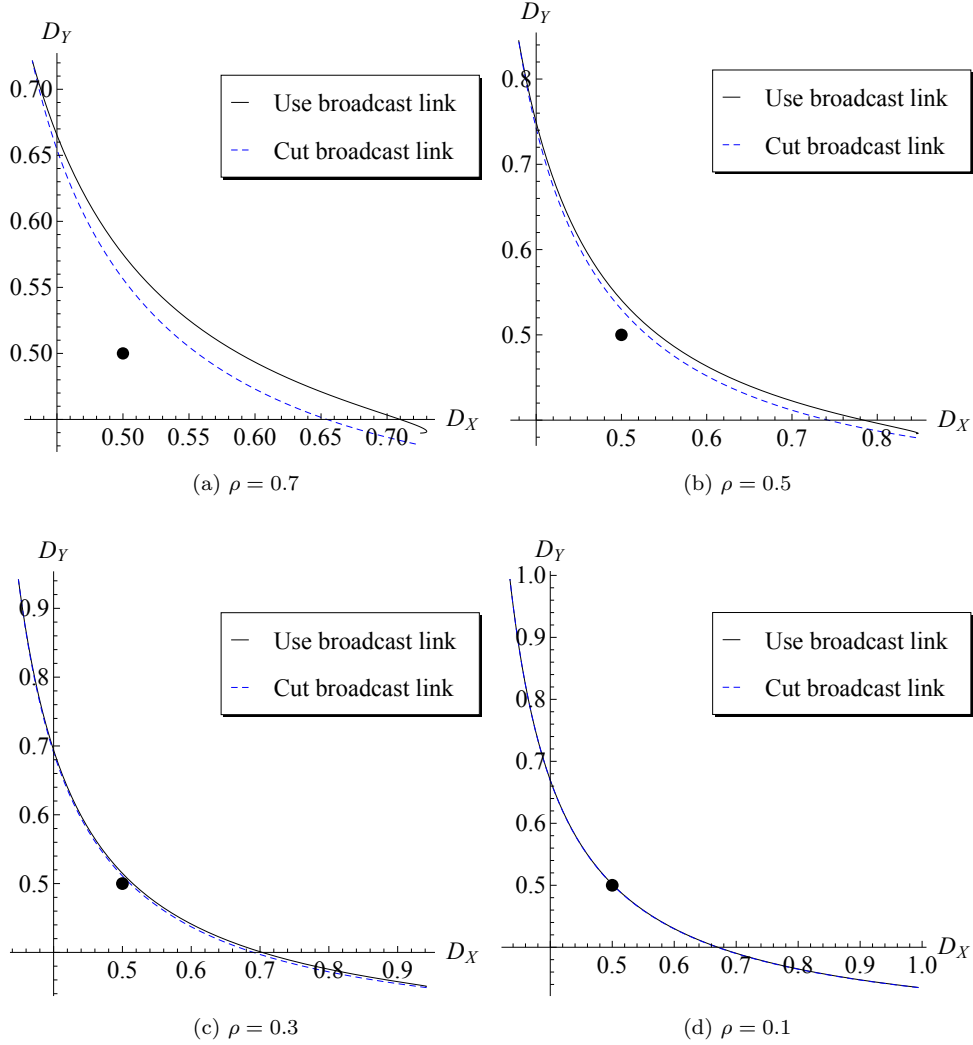 D_Y
0.70
0.65
0.60
0.55
0.50
0.50 0.55 0.60 0.65 0.70 D_X
Use broadcast link
Cut broadcast link
(a) ρ = 0.7
D_Y
0.8
0.7
0.6
0.5
0.5 0.6 0.7 0.8 D_X
Use broadcast link
Cut broadcast link
(b) ρ = 0.5
D_Y
0.9
0.8
0.7
0.6
0.5
0.5 0.6 0.7 0.8 0.9 D_X
Use broadcast link
Cut broadcast link
(c) ρ = 0.3
D_Y
1.0
0.9
0.8
0.7
0.6
0.5
0.5 0.6 0.7 0.8 0.9 1.0 D_X
Use broadcast link
Cut broadcast link
(d) ρ = 0.1